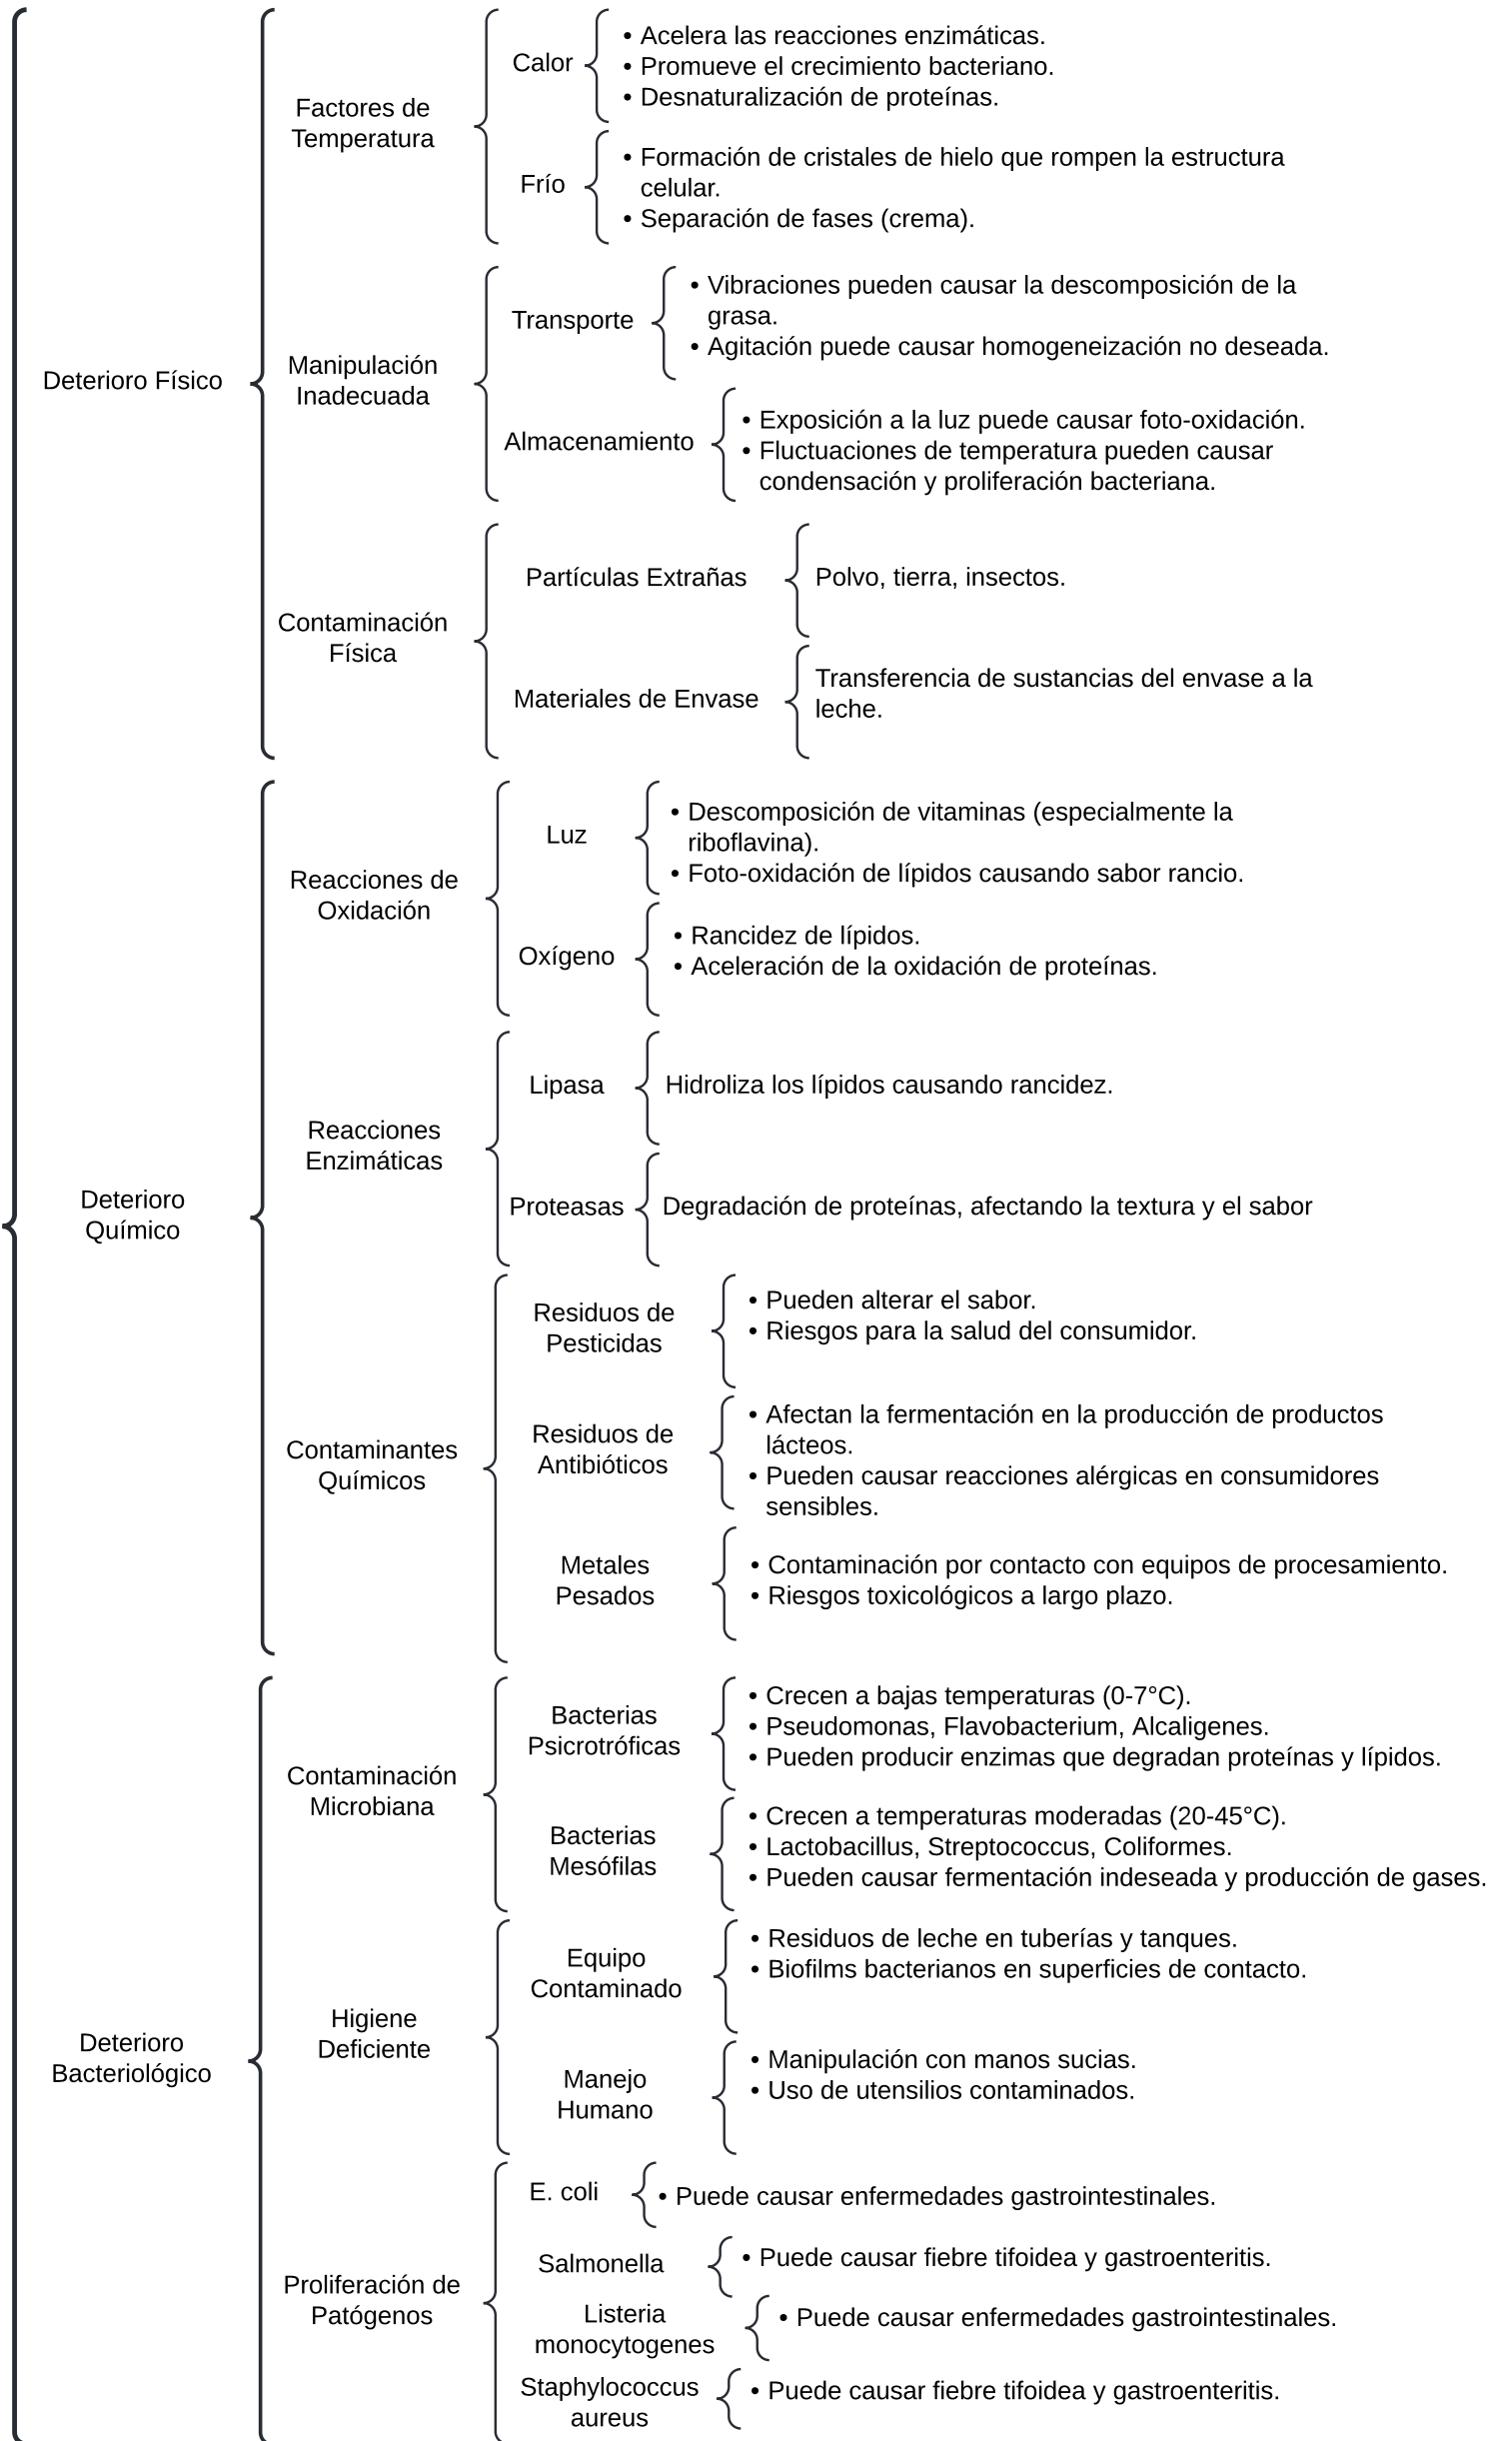 Deterioro Físico
Factores de
Temperatura
Calor
• Acelera las reacciones enzimáticas.
• Promueve el crecimiento bacteriano.
• Desnaturalización de proteínas.
Frío
• Formación de cristales de hielo que rompen la estructura
celular.
• Separación de fases (crema).
Manipulación
Inadecuada
Transporte
• Vibraciones pueden causar la descomposición de la
grasa.
• Agitación puede causar homogeneización no deseada.
Almacenamiento
• Exposición a la luz puede causar foto-oxidación.
• Fluctuaciones de temperatura pueden causar
condensación y proliferación bacteriana.
Contaminación
Física
Partículas Extrañas
Polvo, tierra, insectos.
Materiales de Envase
Transferencia de sustancias del envase a la
leche.
Deterioro
Químico
Reacciones de
Oxidación
Luz
• Descomposición de vitaminas (especialmente la
riboflavina).
• Foto-oxidación de lípidos causando sabor rancio.
Oxígeno
• Rancidez de lípidos.
• Aceleración de la oxidación de proteínas.
Reacciones
Enzimáticas
Lipasa
Hidroliza los lípidos causando rancidez.
Proteasas
Degradación de proteínas, afectando la textura y el sabor
Contaminantes
Químicos
Residuos de
Pesticidas
• Pueden alterar el sabor.
• Riesgos para la salud del consumidor.
Residuos de
Antibióticos
• Afectan la fermentación en la producción de productos
lácteos.
• Pueden causar reacciones alérgicas en consumidores
sensibles.
Metales
Pesados
• Contaminación por contacto con equipos de procesamiento.
• Riesgos toxicológicos a largo plazo.
Deterioro
Bacteriológico
Contaminación
Microbiana
Bacterias
Psicrotróficas
• Crecen a bajas temperaturas (0-7°C).
• Pseudomonas, Flavobacterium, Alcaligenes.
• Pueden producir enzimas que degradan proteínas y lípidos.
Bacterias
Mesófilas
• Crecen a temperaturas moderadas (20-45°C).
• Lactobacillus, Streptococcus, Coliformes.
• Pueden causar fermentación indeseada y producción de gases.
Higiene
Deficiente
Equipo
Contaminado
• Residuos de leche en tuberías y tanques.
• Biofilms bacterianos en superficies de contacto.
Manejo
Humano
• Manipulación con manos sucias.
• Uso de utensilios contaminados.
Proliferación de
Patógenos
E. coli
• Puede causar enfermedades gastrointestinales.
Salmonella
• Puede causar fiebre tifoidea y gastroenteritis.
Listeria
monocytogenes
• Puede causar enfermedades gastrointestinales.
Staphylococcus
aureus
• Puede causar fiebre tifoidea y gastroenteritis.